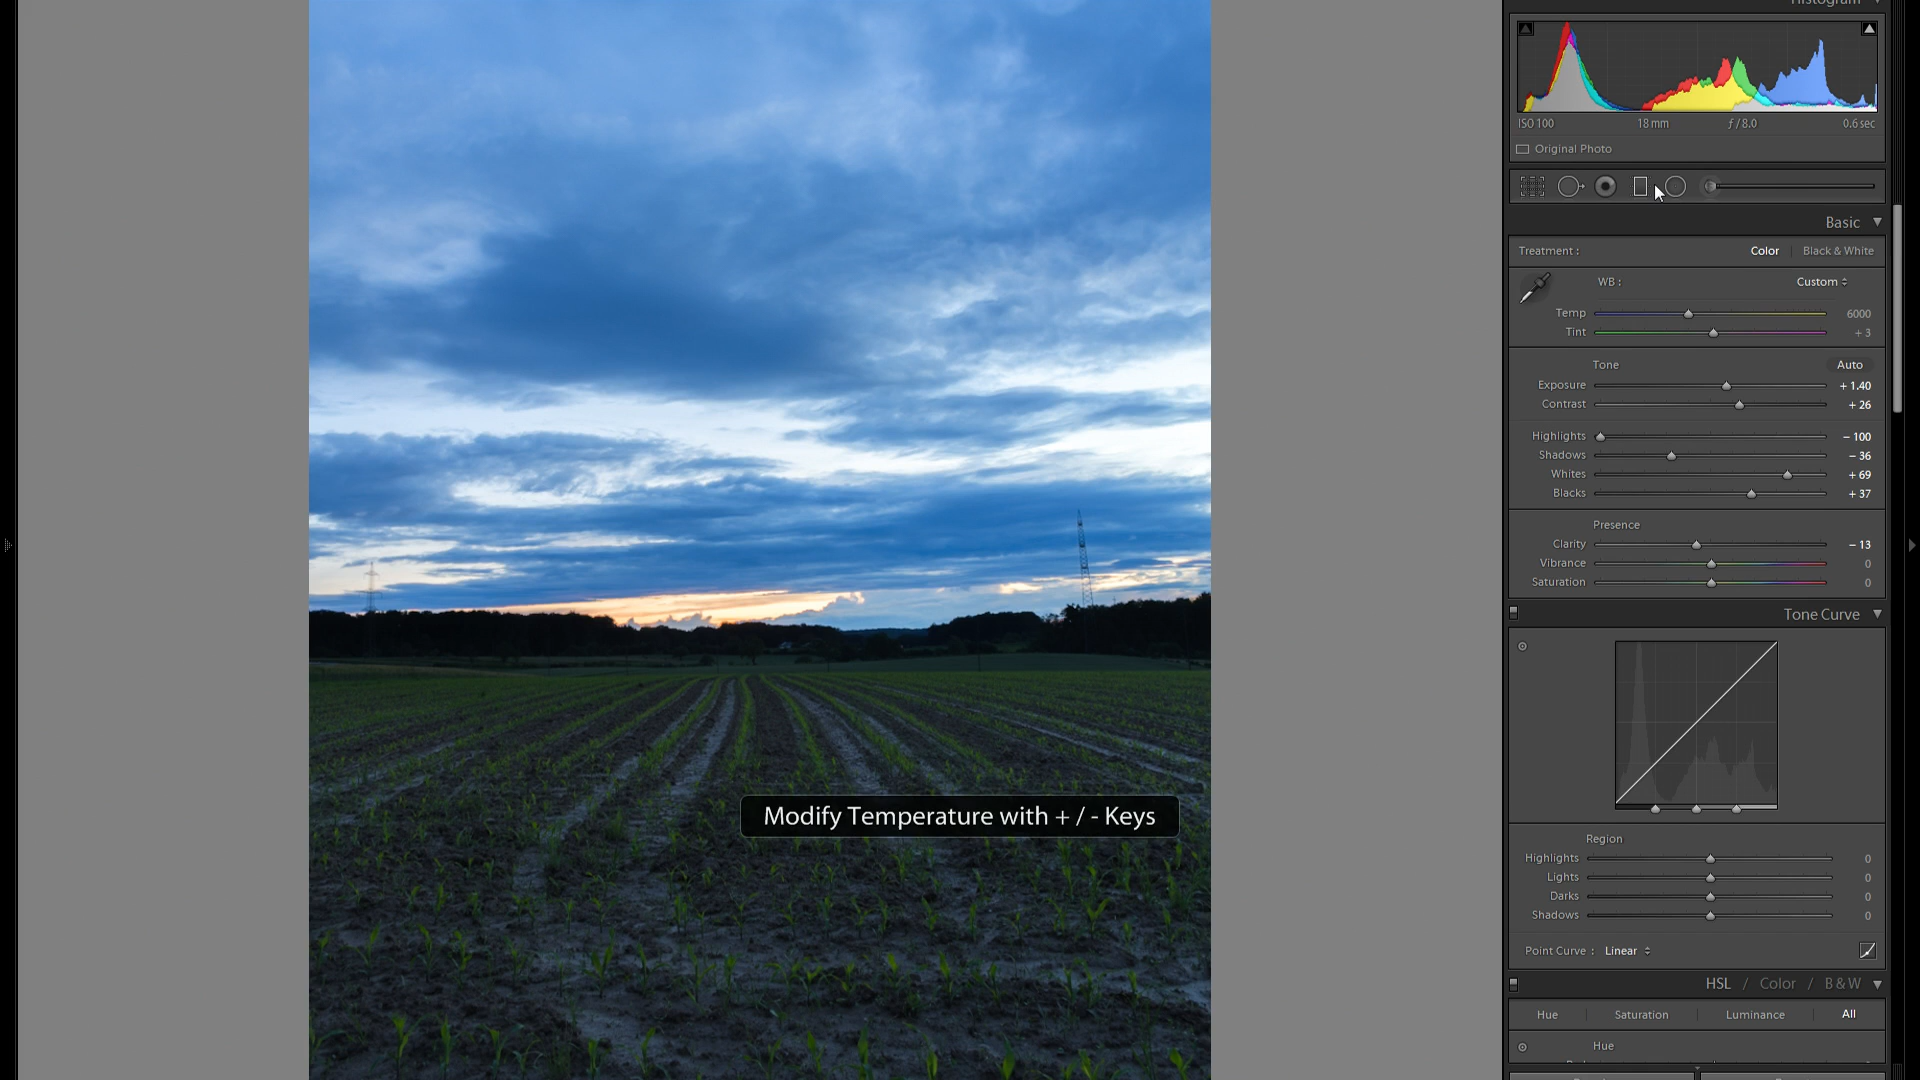 Histogram
ISO 100 18 mm ƒ / 8.0 0.6 sec
Original Photo
Basic
Treatment : Color Black & White
WB : Custom
Temp 6000
Tint + 3
Tone Auto
Exposure + 1.40
Contrast + 26
Highlights – 100
Shadows – 36
Whites + 69
Blacks + 37
Presence
Clarity – 13
Vibrance 0
Saturation 0
Tone Curve
Region
Highlights 0
Lights 0
Darks 0
Shadows 0
Point Curve : Linear
HSL / Color / B & W
Hue Saturation Luminance All
Hue
Modify Temperature with + / - Keys